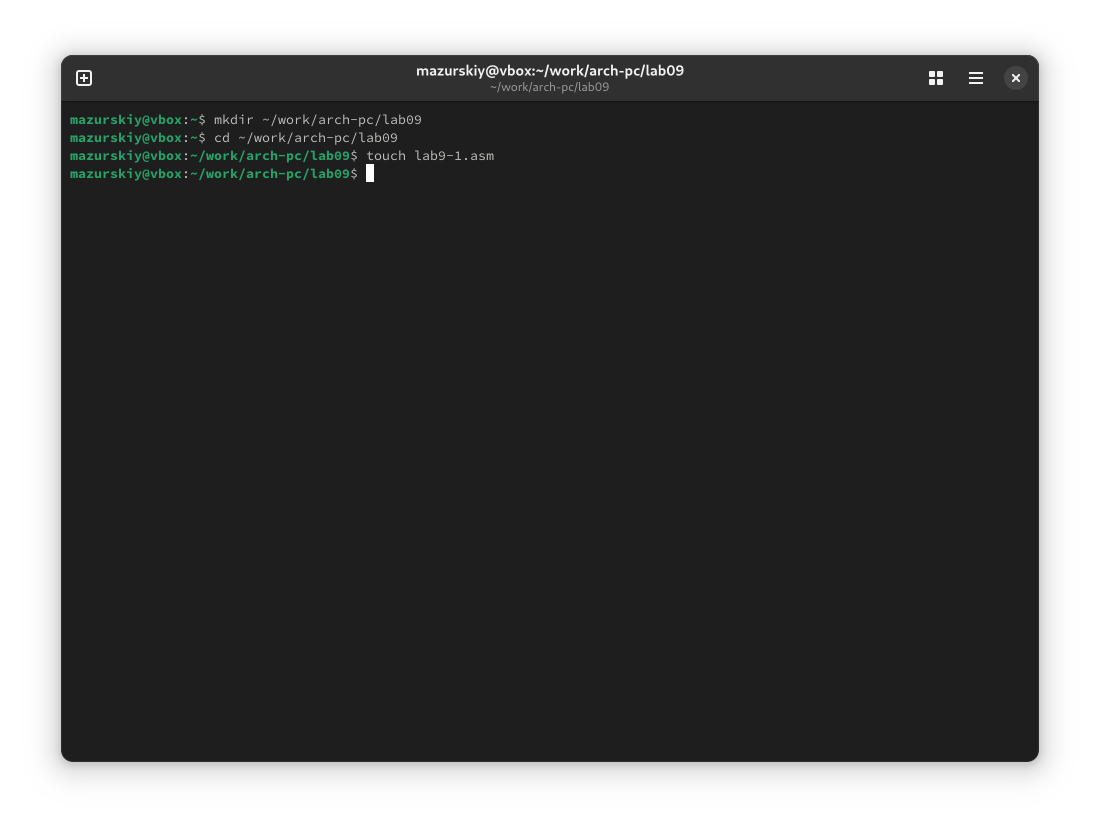 mazurskiy@vbox:~/work/arch-pc/lab09
~/work/arch-pc/lab09
mazurskiy@vbox:~$ mkdir ~/work/arch-pc/lab09
mazurskiy@vbox:~$ cd ~/work/arch-pc/lab09
mazurskiy@vbox:~/work/arch-pc/lab09$ touch lab9-1.asm
mazurskiy@vbox:~/work/arch-pc/lab09$